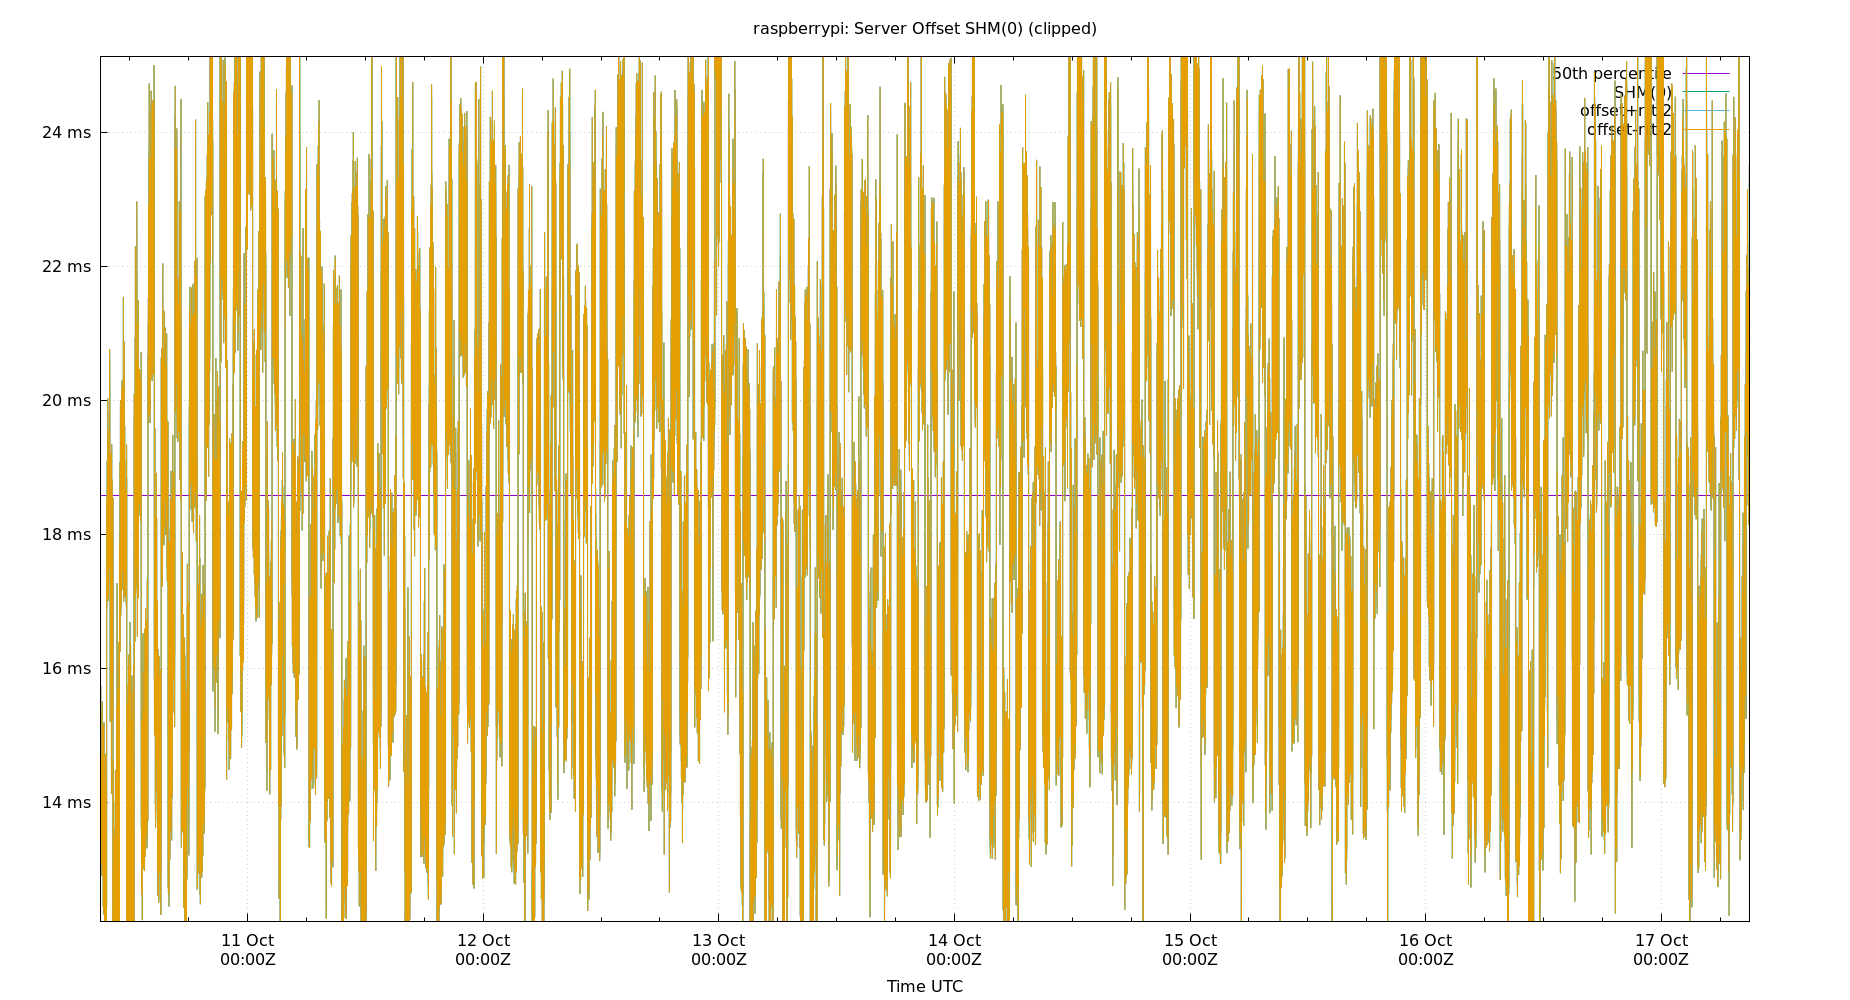 raspberrypi: Server Offset SHM(0) (clipped)
50th percentile
SHM(0)
offset+rtt/2
offset-rtt/2
24 ms
22 ms
20 ms
18 ms
16 ms
14 ms
11 Oct 12 Oct 13 Oct 14 Oct 15 Oct 16 Oct 17 Oct
00:00Z 00:00Z 00:00Z 00:00Z 00:00Z 00:00Z 00:00Z
Time UTC